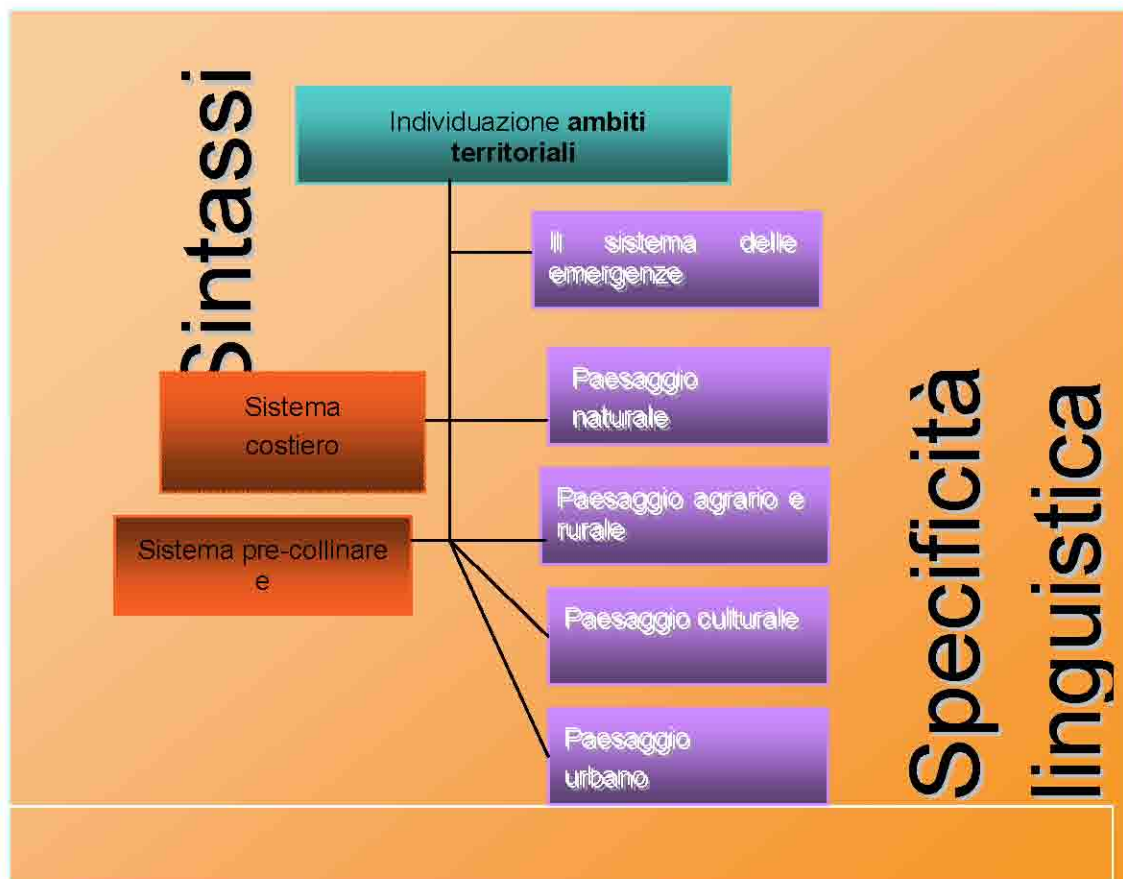 Sintassi
Individuazione ambiti
territoriali
Il sistema delle
emergenze
Sistema
costiero
Paesaggio
naturale
Sistema pre-collinare
e
Paesaggio agrario e
rurale
Paesaggio culturale
Paesaggio
urbano
Specificità
linguistica